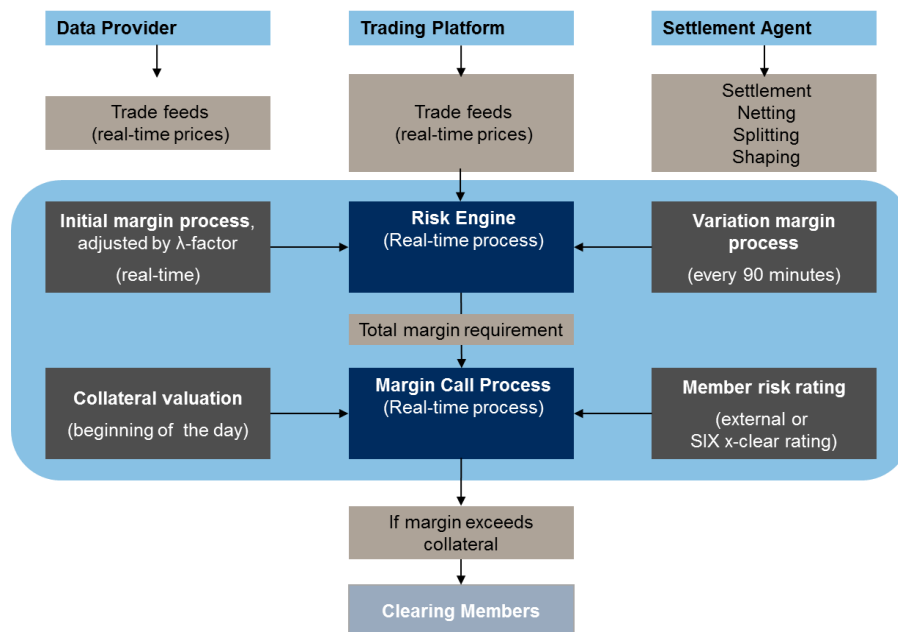 Data Provider
Trading Platform
Settlement Agent
Trade feeds
(real-time prices)
Trade feeds
(real-time prices)
Settlement
Netting
Splitting
Shaping
Initial margin process,
adjusted by λ-factor
(real-time)
Risk Engine
(Real-time process)
Variation margin
process
(every 90 minutes)
Total margin requirement
Collateral valuation
(beginning of the day)
Margin Call Process
(Real-time process)
Member risk rating
(external or
SIX x-clear rating)
If margin exceeds
collateral
Clearing Members